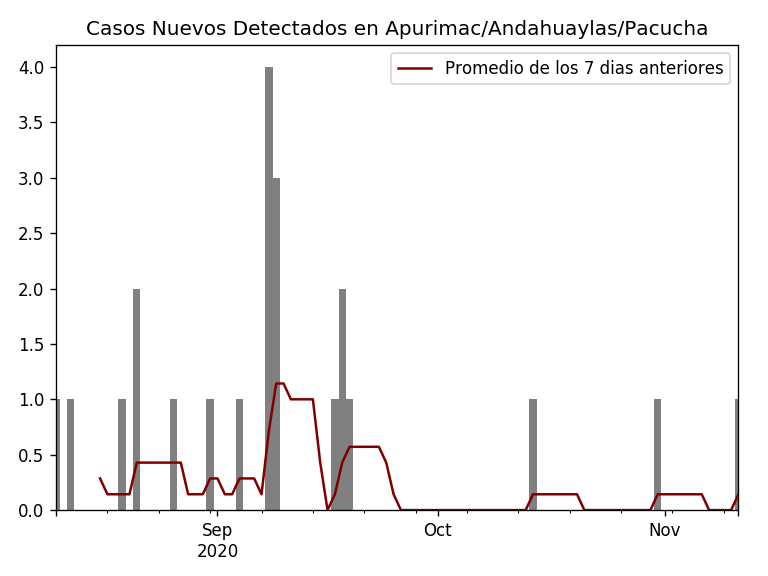 Casos Nuevos Detectados en Apurimac/Andahuaylas/Pacucha
Promedio de los 7 dias anteriores
4.0
3.5
3.0
2.5
2.0
1.5
1.0
0.5
0.0
Sep
2020
Oct
Nov